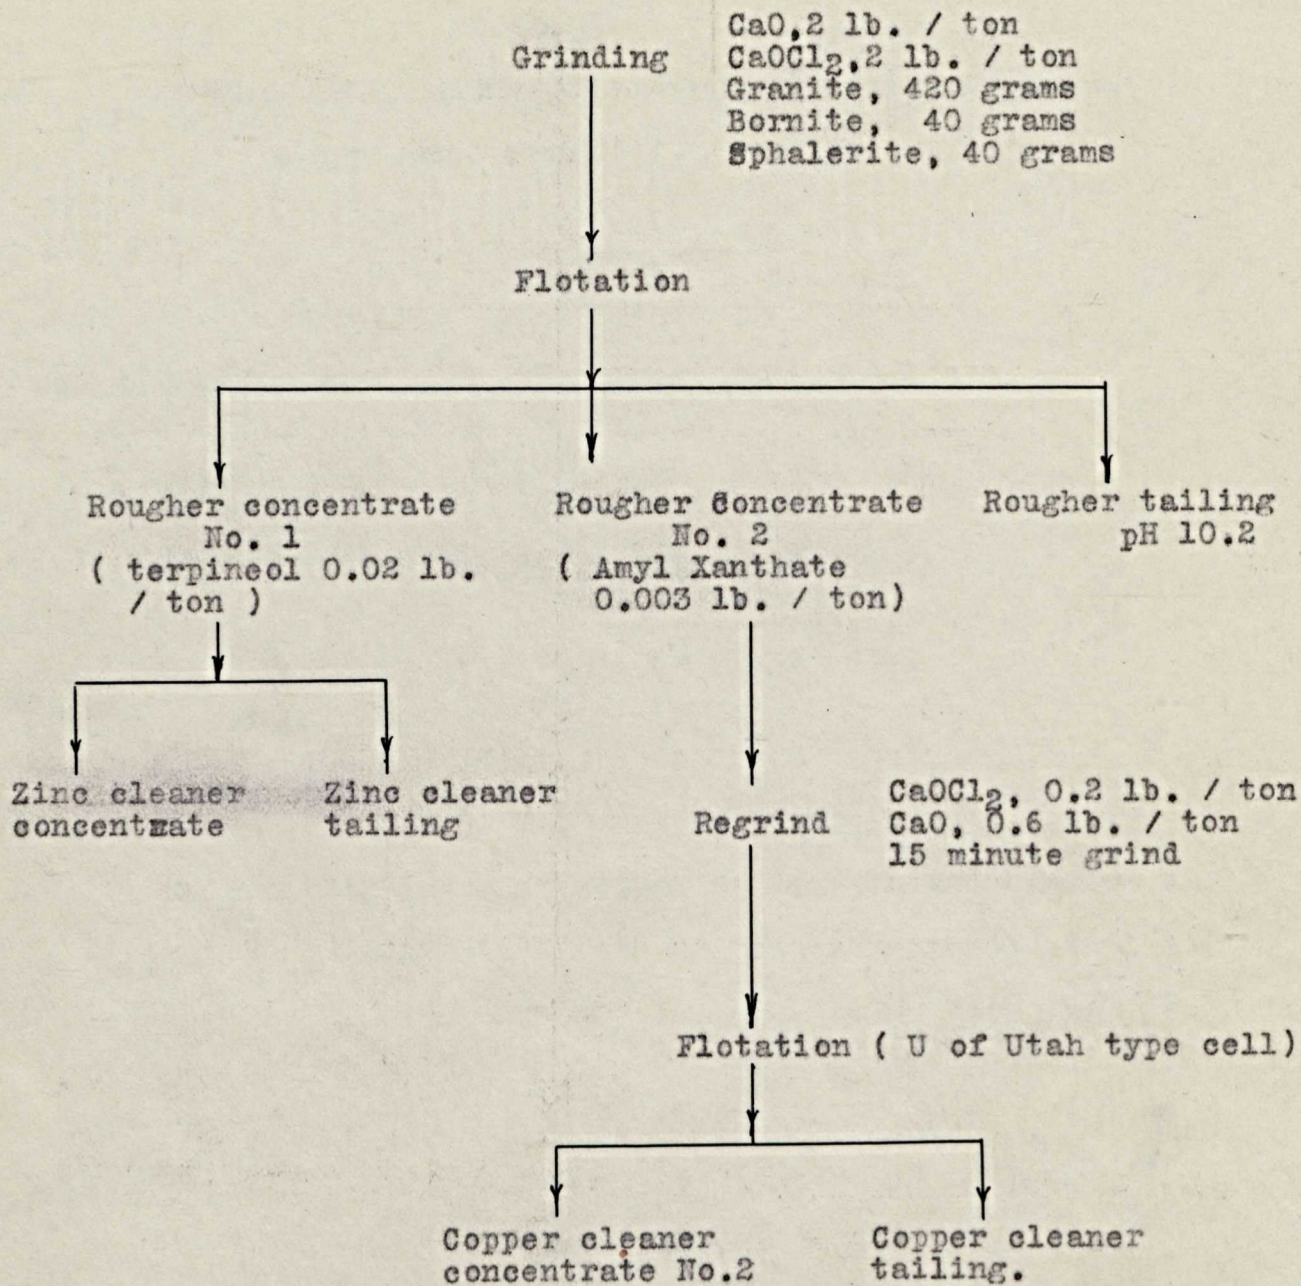 Grinding
CaO,2 lb. / ton
CaOCl2,2 lb. / ton
Granite, 420 grams
Bornite, 40 grams
Sphalerite, 40 grams
Flotation
Rougher concentrate
No. 1
( terpineol 0.02 lb.
/ ton )
Rougher Concentrate
No. 2
( Amyl Xanthate
0.003 lb. / ton)
Rougher tailing
pH 10.2
Zinc cleaner
concentrate
Zinc cleaner
tailing
Regrind
CaOCl2, 0.2 lb. / ton
CaO, 0.6 lb. / ton
15 minute grind
Flotation ( U of Utah type cell)
Copper cleaner
concentrate No.2
Copper cleaner
tailing.